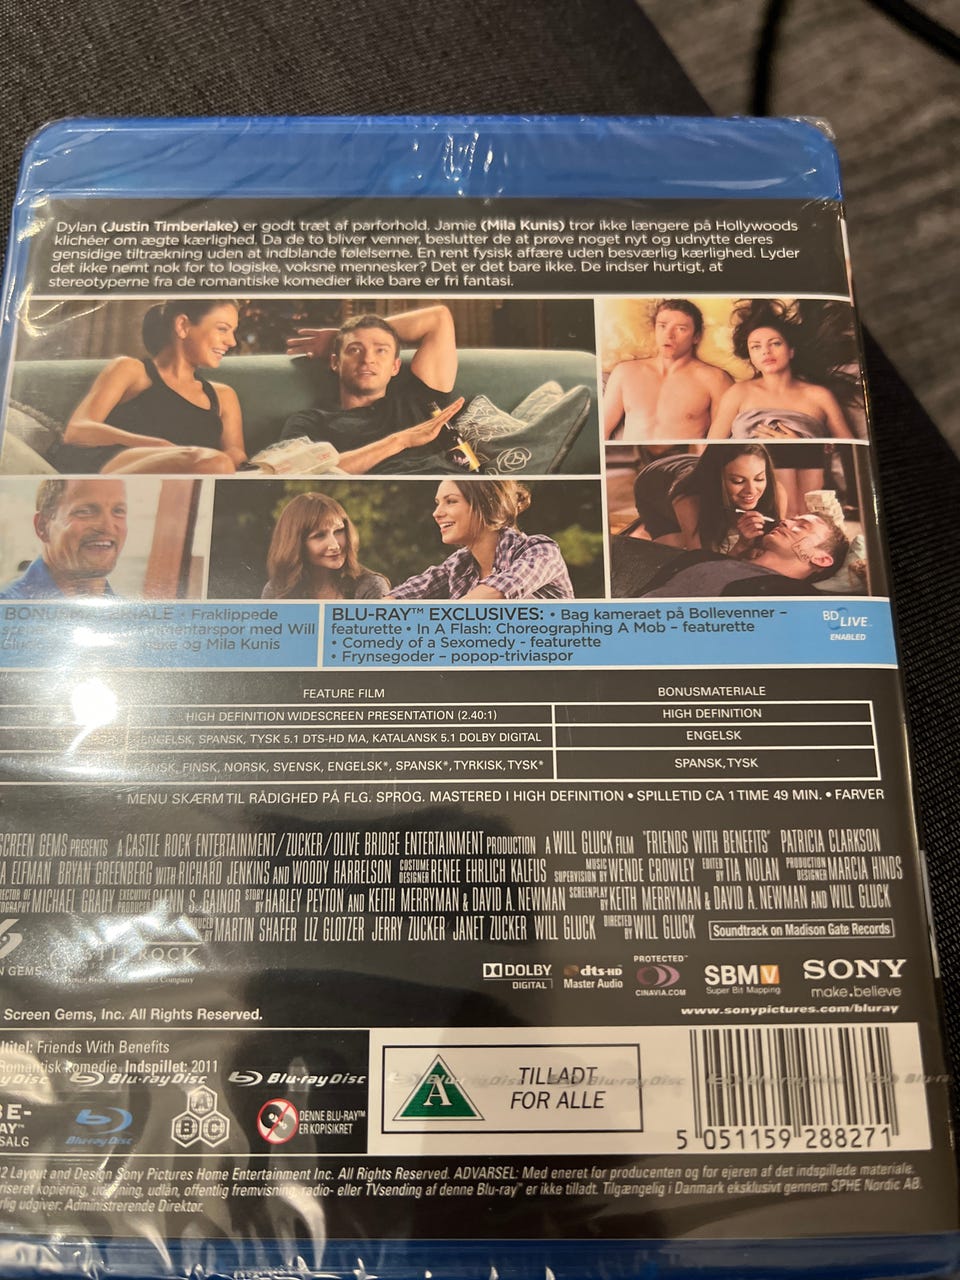 Dylan (Justin Timberlake) er godt træt af parforhold. Jamie (Mila Kunis) tror ikke længere på Hollywoods
klichéer om ægte kærlighed. Da de to bliver venner, beslutter de at prøve noget nyt og udnytte deres
gensidige tiltrækning uden at indblande følelserne. En rent fysisk affære uden besværlig kærlighed. Lyder
det ikke nemt nok for to logiske, voksne mennesker? Det er det bare ikke. De indser hurtigt, at
stereotyperne fra de romantiske komedier ikke bare er fri fantasi.
Fraklippede
med Will
og Mila Kunis
BLU-RAY™ EXCLUSIVES: • Bag kameraet på Bollevenner –
featurette • In A Flash: Choreographing A Mob – featurette
• Comedy of a Sexomedy - featurette
• Frynsegoder – popop-triviaspor
BD LIVE™
ENABLED
FEATURE FILM BONUSMATERIALE
HIGH DEFINITION WIDESCREEN PRESENTATION (2.40:1) HIGH DEFINITION
ENGELSK, SPANSK, TYSK 5.1 DTS-HD MA, KATALANSK 5.1 DOLBY DIGITAL ENGELSK
DANSK, FINSK, NORSK, SVENSK, ENGELSK*, SPANSK*, TYRKISK, TYSK* SPANSK, TYSK
* MENU SKÆRM TIL RÅDIGHED PÅ FLG. SPROG. MASTERED I HIGH DEFINITION • SPILLETID CA 1 TIME 49 MIN. • FARVER
SCREEN GEMS PRESENTS A CASTLE ROCK ENTERTAINMENT/ZUCKER/OLIVE BRIDGE ENTERTAINMENT PRODUCTION A WILL GLUCK FILM "FRIENDS WITH BENEFITS" PATRICIA CLARKSON
ELFMAN BRYAN GREENBERG WITH RICHARD JENKINS AND WOODY HARRELSON COSTUME DESIGNER RENEE EHRLICH KALFUS MUSIC SUPERVISION BY WENDE CROWLEY EDITED BY TIA NOLAN PRODUCTION DESIGNER MARCIA HINDS
MICHAEL GRADY EXECUTIVE PRODUCER GLENN S. GAINOR STORY BY HARLEY PEYTON AND KEITH MERRYMAN & DAVID A. NEWMAN SCREENPLAY BY KEITH MERRYMAN & DAVID A. NEWMAN AND WILL GLUCK
MARTIN SHAFER LIZ GLOTZER JERRY ZUCKER JANET ZUCKER WILL GLUCK DIRECTED BY WILL GLUCK Soundtrack on Madison Gate Records
DOLBY DIGITAL dts-HD Master Audio PROTECTED CINAVIA.COM SBMV Super Bit Mapping SONY make.believe
www.sonypictures.com/bluray
Screen Gems, Inc. All Rights Reserved.
Friends With Benefits
Romantisk komedie Indspillet: 2011
Blu-ray Disc Blu-ray Disc
Blu-ray Disc
A B C
DENNE BLU-RAY™
ER KOPISIKRET
A
TILLADT
FOR ALLE
5 051159 288271
Layout and Design Sony Pictures Home Entertainment Inc. All Rights Reserved. ADVARSEL: Med eneret for producenten og for ejeren af det indspillede materiale.
kopiering, udlejning, udlån, offentlig fremvisning, radio- eller TVsending af denne Blu-ray™ er ikke tilladt. Tilgængelig i Danmark eksklusivt gennem SPHE Nordic AB.
udgiver: Administrerende Direktør.